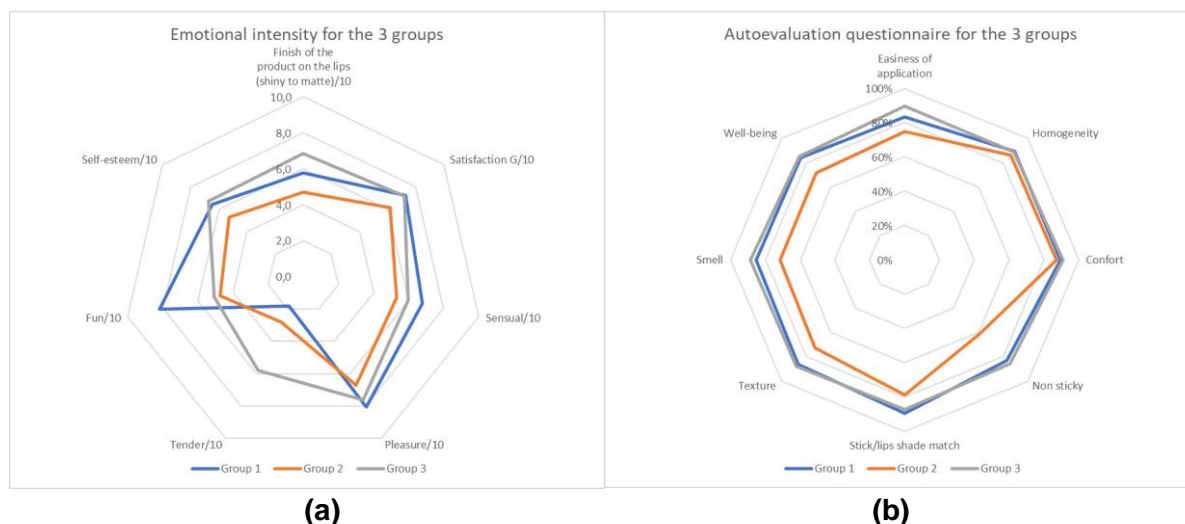 Emotional intensity for the 3 groups
Finish of the
product on the lips
(shiny to matte)/10
10,0
8,0
6,0
4,0
2,0
0,0
Satisfaction G/10
Sensual/10
Pleasure/10
Tender/10
Fun/10
Self-esteem/10
Group 1
Group 2
Group 3
(a)
Autoevaluation questionnaire for the 3 groups
Easiness of
application
100%
80%
60%
40%
20%
0%
Homogeneity
Confort
Non sticky
Stick/lips shade match
Texture
Smell
Well-being
Group 1
Group 2
Group 3
(b)